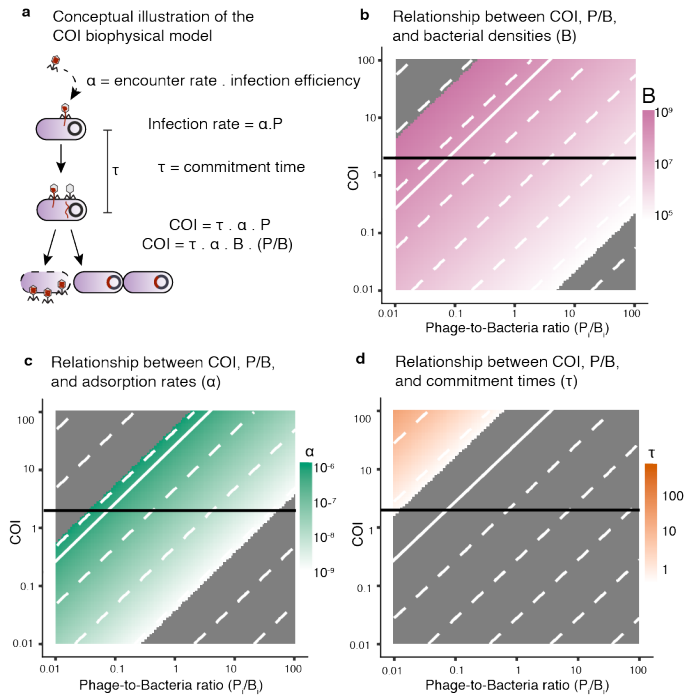 a Conceptual illustration of the
COI biophysical model
α = encounter rate . infection efficiency
Infection rate = α.P
τ
τ = commitment time
COI = τ . α . P
COI = τ . α . B . (P/B)
b Relationship between COI, P/B,
and bacterial densities (B)
100
10
1
0.1
0.01
COI
0.01 0.1 1 10 100
Phage-to-Bacteria ratio (Pᵢ/Bᵢ)
B
10⁹
10⁷
10⁵
c Relationship between COI, P/B,
and adsorption rates (α)
100
10
1
0.1
0.01
COI
0.01 0.1 1 10 100
Phage-to-Bacteria ratio (Pᵢ/Bᵢ)
α
10⁻⁶
10⁻⁷
10⁻⁸
10⁻⁹
d Relationship between COI, P/B,
and commitment times (τ)
100
10
1
0.1
0.01
COI
0.01 0.1 1 10 100
Phage-to-Bacteria ratio (Pᵢ/Bᵢ)
τ
100
10
1